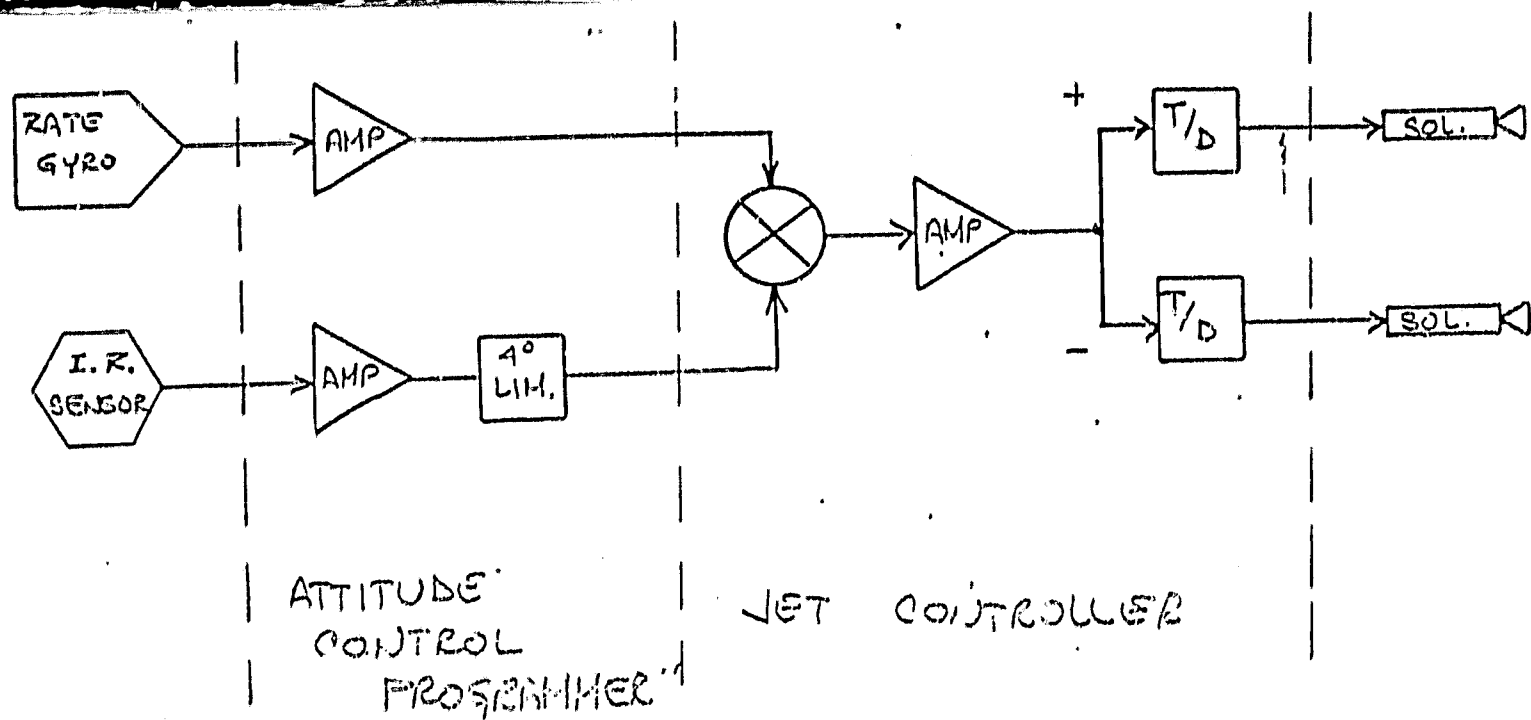 RATE
GYRO
AMP
+
T/D
SOL.
AMP
I.R.
SENSOR
AMP
4°
LIM.
-
T/D
SOL.
ATTITUDE
CONTROL
PROGRAMMER
JET CONTROLLER